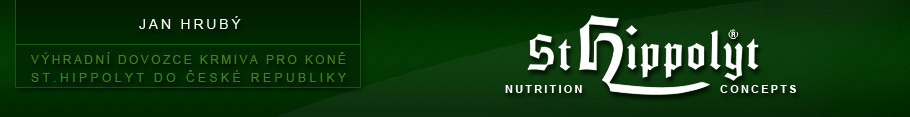 JAN HRUBÝ
VÝHRADNÍ DOVOZCE KRMIVA PRO KONĚ
ST.HIPPOLYT DO ČESKÉ REPUBLIKY
St Hippolyt®
NUTRITION CONCEPTS